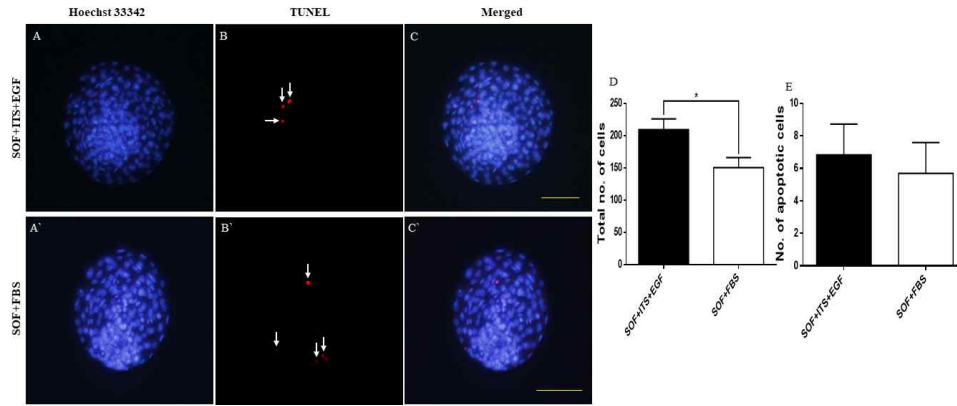 Hoechst 33342 TUNEL Merged
SOF+ITS+EGF
A B C
SOF+FBS
A` B` C`
D
Total no. of cells
250
200
150
100
50
0
*
SOF+ITS+EGF
SOF+FBS
E
No. of apoptotic cells
10
8
6
4
2
0
SOF+ITS+EGF
SOF+FBS